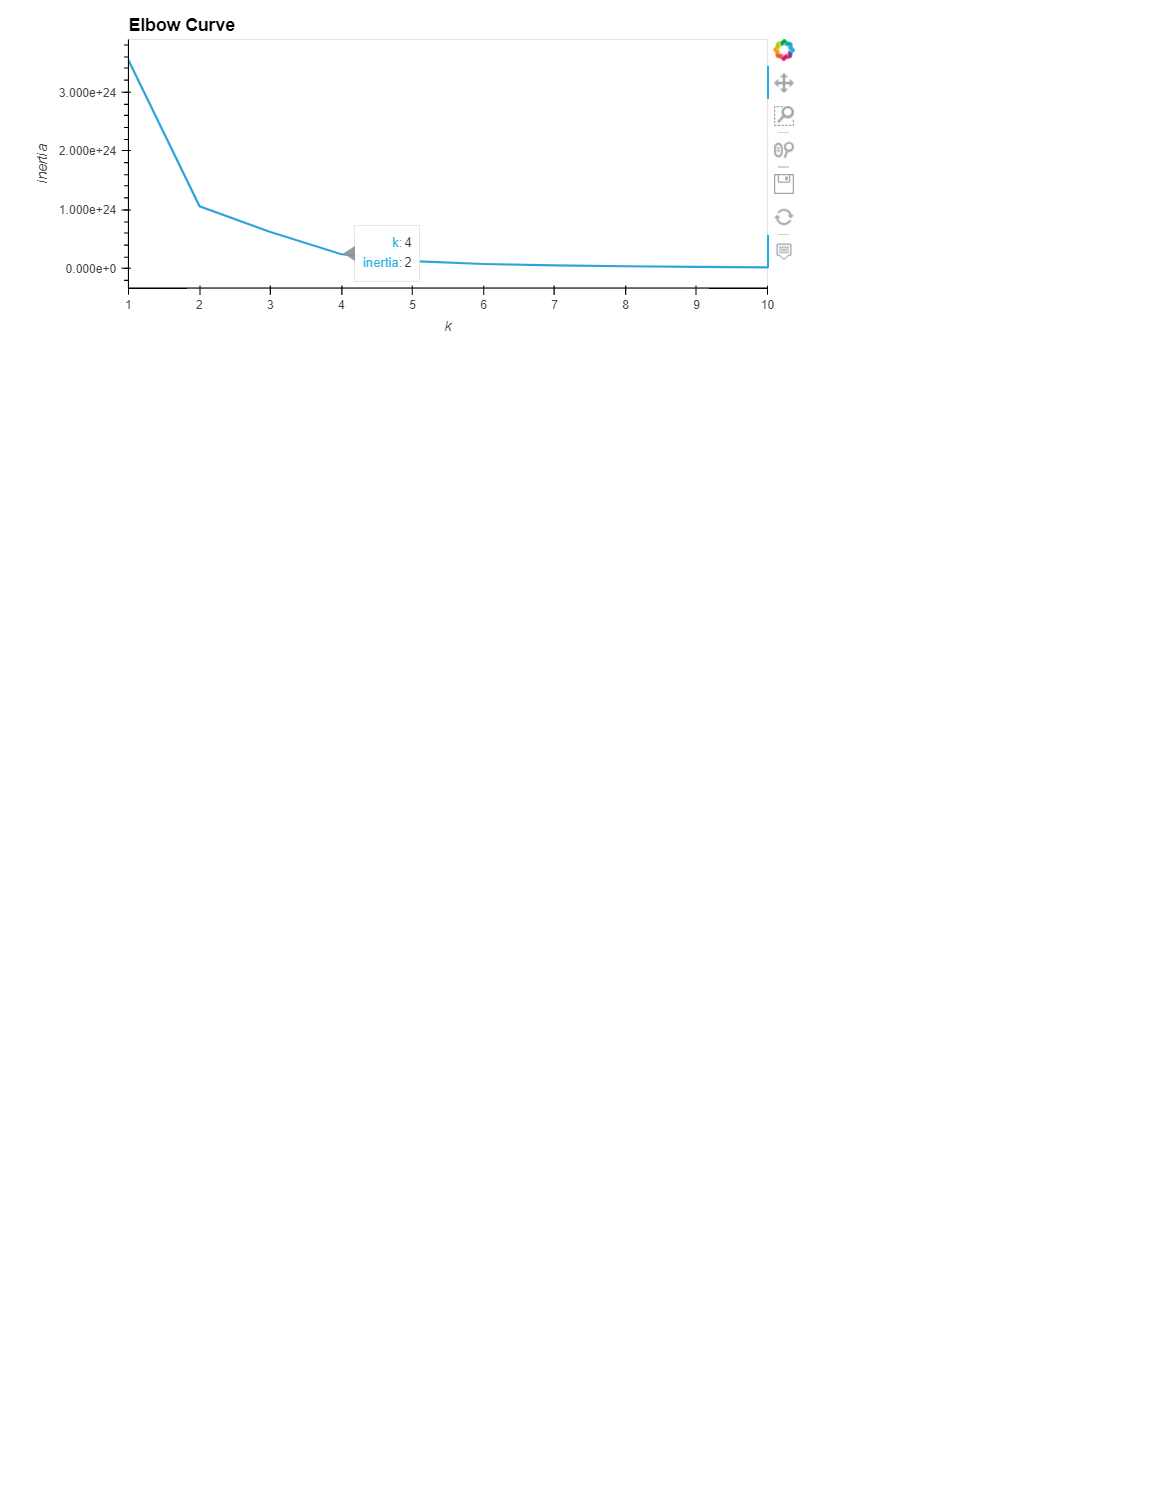 Elbow Curve
inertia
3.000e+24
2.000e+24
1.000e+24
0.000e+0
k: 4
inertia: 2
1 2 3 4 5 6 7 8 9 10
k